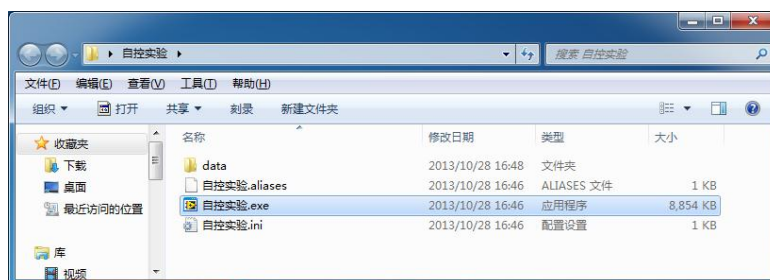 自控实验
搜索 自控实验
文件(F) 编辑(E) 查看(V) 工具(T) 帮助(H)
组织 打开 共享 刻录 新建文件夹
收藏夹
下载
桌面
最近访问的位置
库
视频
名称 修改日期 类型 大小
data 2013/10/28 16:48 文件夹
自控实验.aliases 2013/10/28 16:46 ALIASES 文件 1 KB
自控实验.exe 2013/10/28 16:46 应用程序 8,854 KB
自控实验.ini 2013/10/28 16:46 配置设置 1 KB